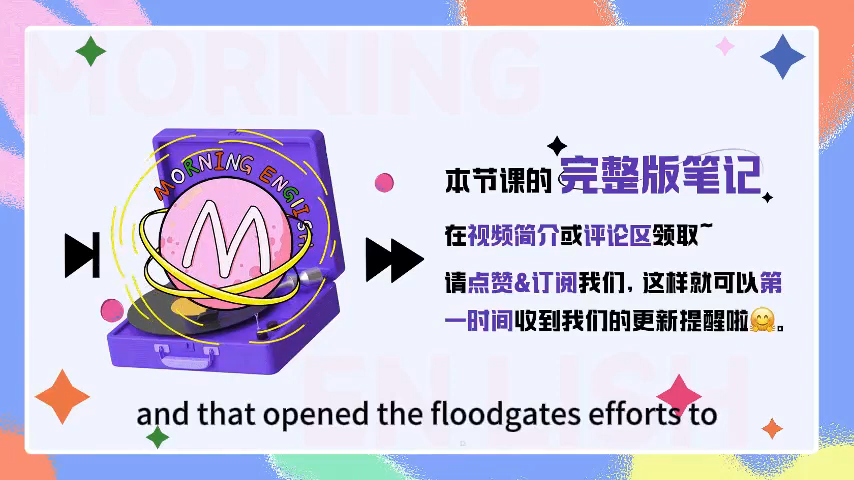 MORNING
MORNING ENGLISH
M
本节课的 完整版笔记
在视频简介或评论区领取~
请点赞&订阅我们，这样就可以第
一时间收到我们的更新提醒啦🤗。
ENLISH
and that opened the floodgates efforts to